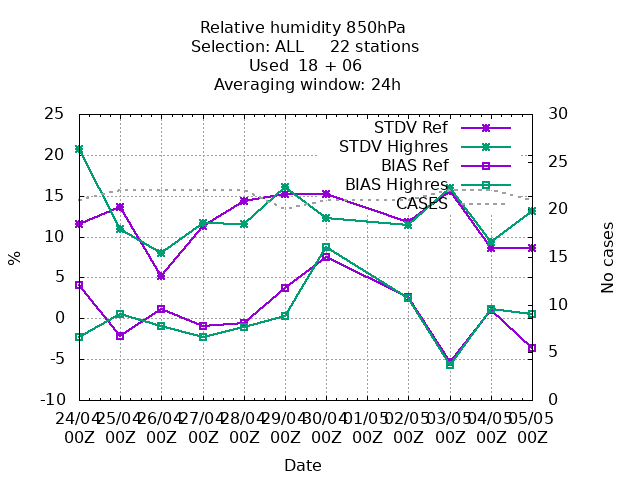 Relative humidity 850hPa
Selection: ALL 22 stations
Used 18 + 06
Averaging window: 24h
25
20
15
10
5
0
-5
-10
%
30
25
20
15
10
5
0
No cases
STDV Ref
STDV Highres
BIAS Ref
BIAS Highres
CASES
24/04 25/04 26/04 27/04 28/04 29/04 30/04 01/05 02/05 03/05 04/05 05/05
00Z 00Z 00Z 00Z 00Z 00Z 00Z 00Z 00Z 00Z 00Z 00Z
Date